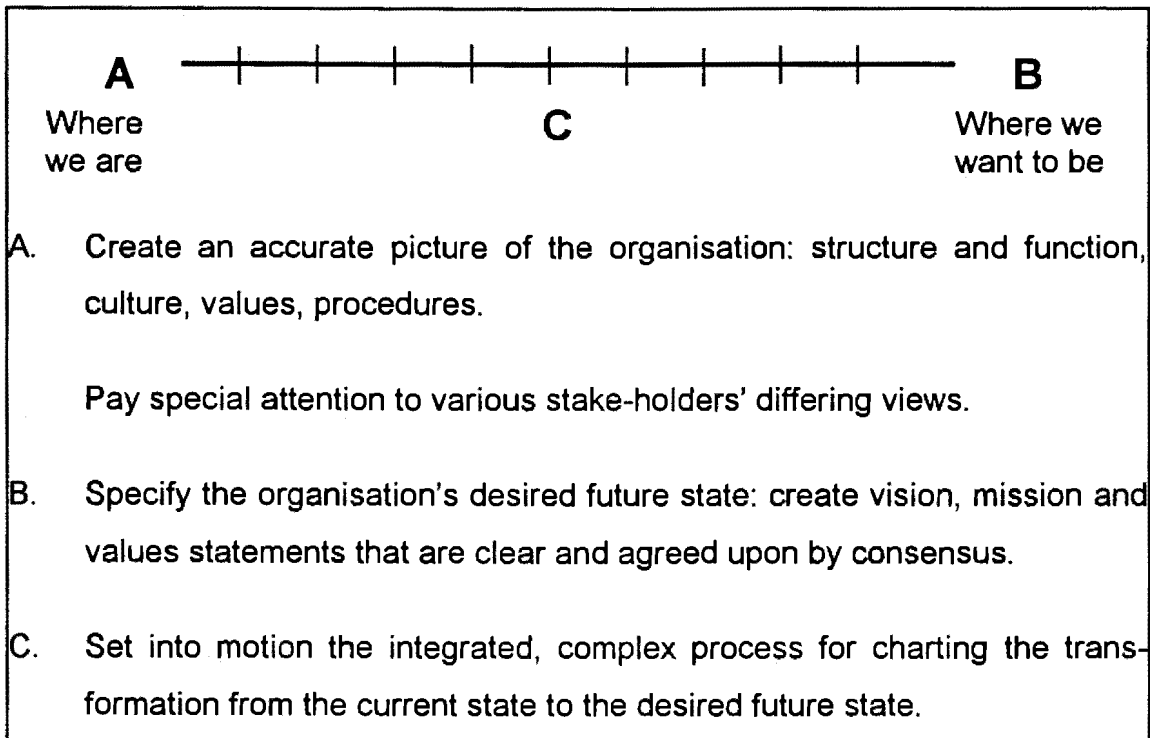 A B
Where C Where we
we are want to be
A. Create an accurate picture of the organisation: structure and function,
culture, values, procedures.
Pay special attention to various stake-holders' differing views.
B. Specify the organisation's desired future state: create vision, mission and
values statements that are clear and agreed upon by consensus.
C. Set into motion the integrated, complex process for charting the trans-
formation from the current state to the desired future state.